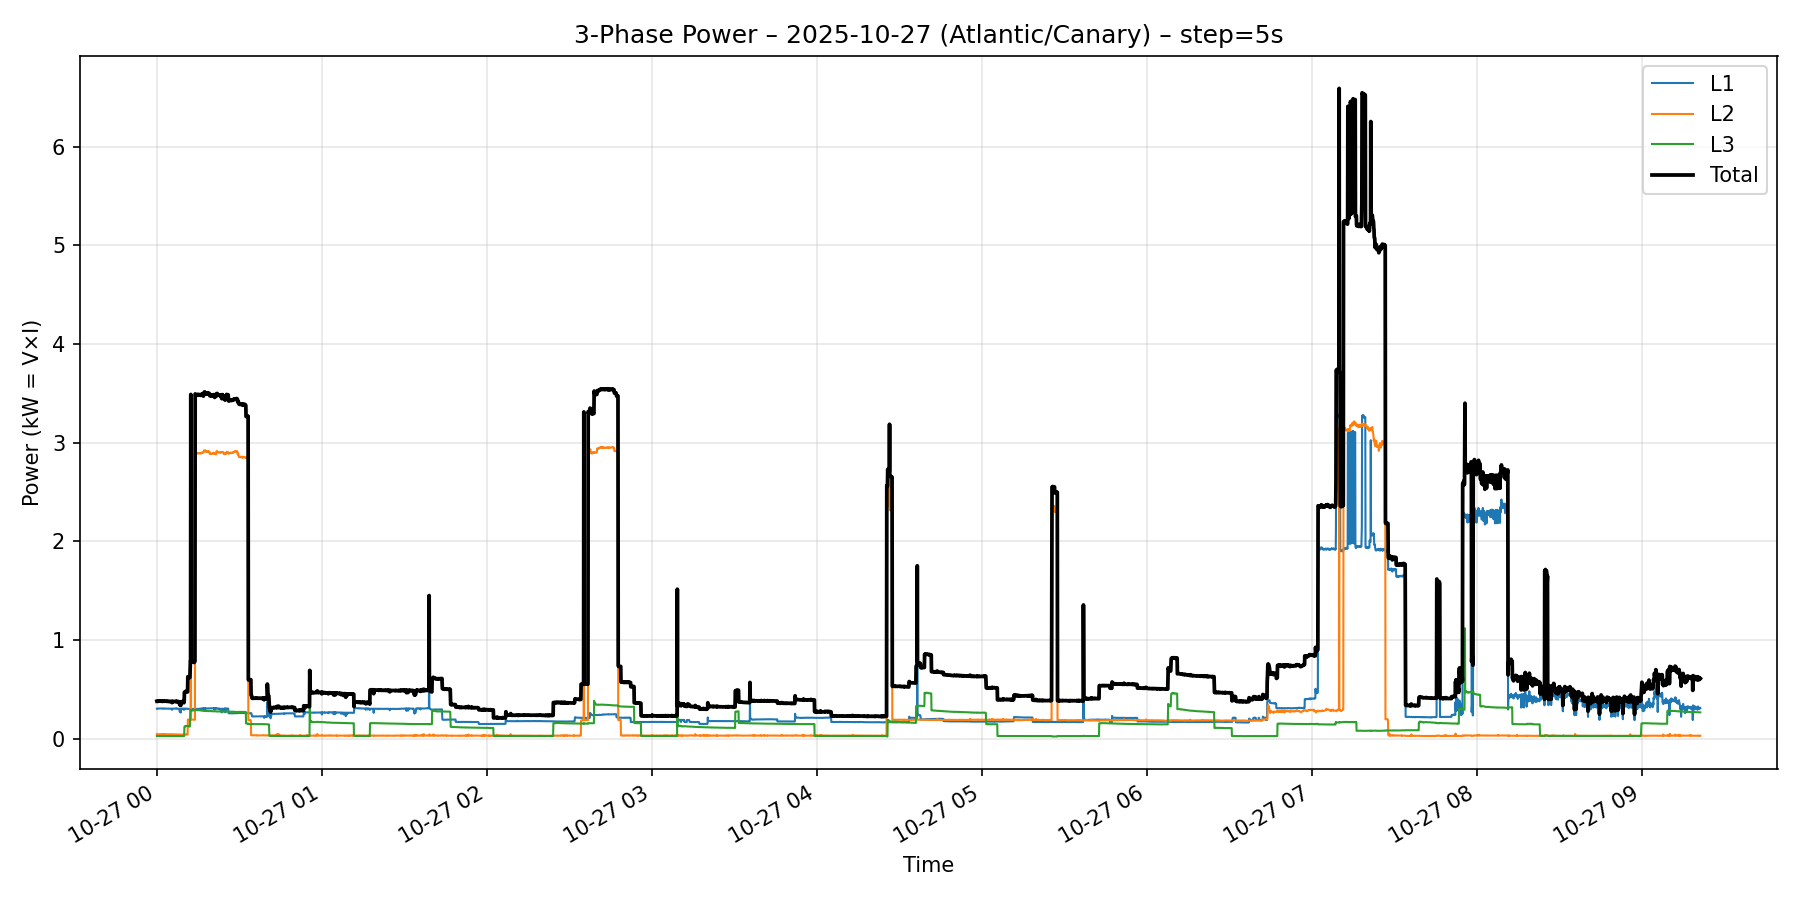 3-Phase Power – 2025-10-27 (Atlantic/Canary) – step=5s
L1
L2
L3
Total
Power (kW = V×I)
6
5
4
3
2
1
0
10-27 00
10-27 01
10-27 02
10-27 03
10-27 04
10-27 05
10-27 06
10-27 07
10-27 08
10-27 09
Time